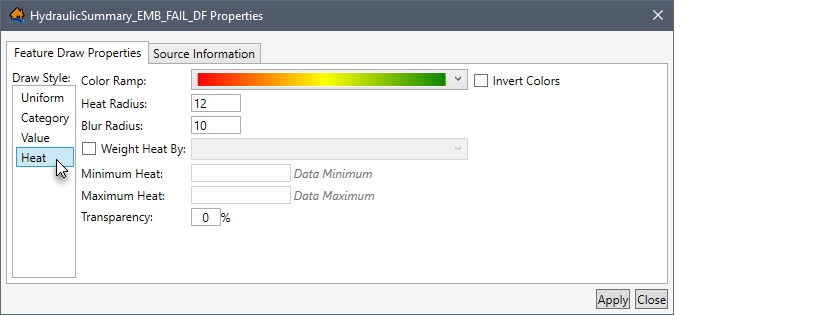 HydraulicSummary_EMB_FAIL_DF Properties
Feature Draw Properties Source Information
Draw Style:
Uniform
Category
Value
Heat
Color Ramp: Invert Colors
Heat Radius: 12
Blur Radius: 10
Weight Heat By:
Minimum Heat: Data Minimum
Maximum Heat: Data Maximum
Transparency: 0 %
Apply Close